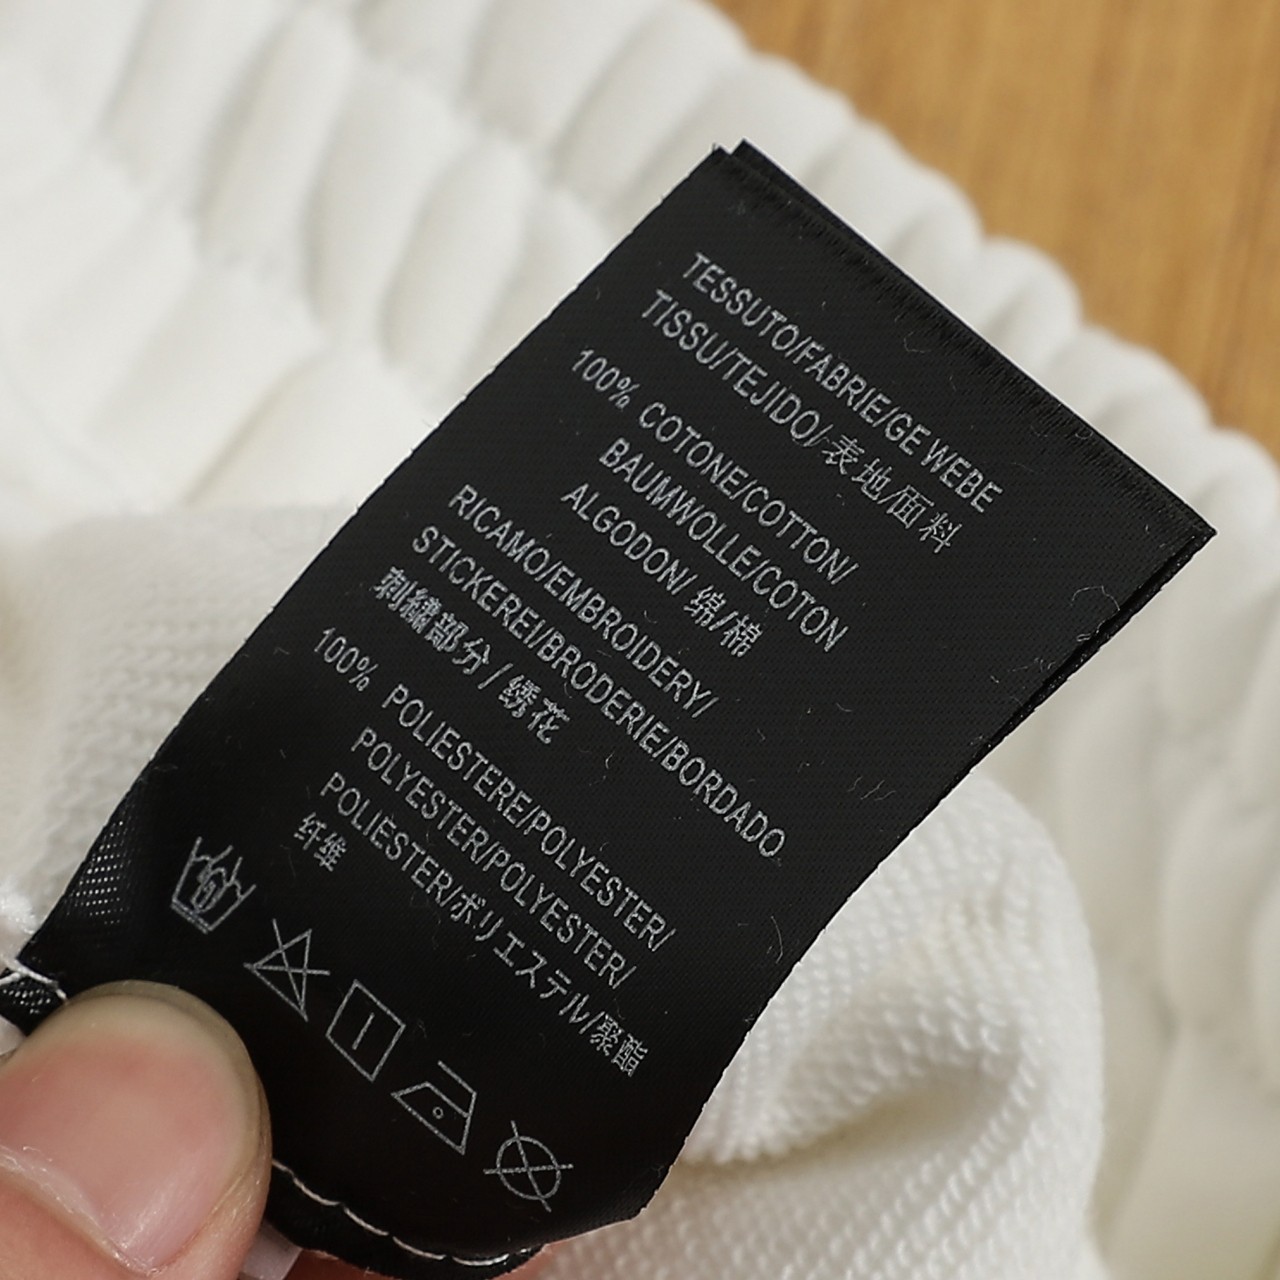 TESSUTO/FABRIE/GE WEBE
TISSU/TEJIDO/表地/面料
100% COTONE/COTTON/
BAUMWOLLE/COTON
ALGODON/ 绵/棉
RICAMO/EMBROIDERY/
STICKEREI/BRODERIE/BORDADO
刺繍部分/ 绣花
100% POLIESTERE/POLYESTER/
POLYESTER/POLYESTER/
POLIESTER/ポリエステル/聚酯
纤维